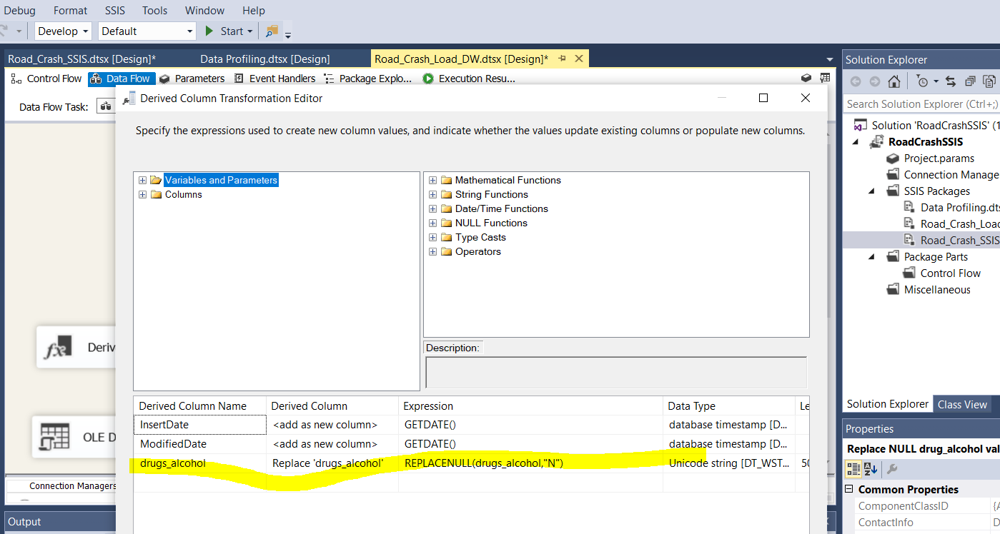 Debug Format SSIS Tools Window Help
Develop Default Start
Road_Crash_SSIS.dtsx [Design]* Data Profiling.dtsx [Design] Road_Crash_Load_DW.dtsx [Design]*
Control Flow Data Flow Parameters Event Handlers Package Explo... Execution Resu...
Data Flow Task:
Derived Column Transformation Editor
Specify the expressions used to create new column values, and indicate whether the values update existing columns or populate new columns.
Variables and Parameters
Columns
Mathematical Functions
String Functions
Date/Time Functions
NULL Functions
Type Casts
Operators
Description:
Derived Column Name Derived Column Expression Data Type Le
InsertDate <add as new column> GETDATE() database timestamp [D...
ModifiedDate <add as new column> GETDATE() database timestamp [D...
drugs_alcohol Replace 'drugs_alcohol' REPLACENULL(drugs_alcohol,"N") Unicode string [DT_WST... 50
Deriv
OLE D
Connection Managers
Output
Solution Explorer
Search Solution Explorer (Ctrl+;)
Solution 'RoadCrashSSIS' (1
RoadCrashSSIS
Project.params
Connection Manage
SSIS Packages
Data Profiling.dts
Road_Crash_Load
Road_Crash_SSIS
Package Parts
Control Flow
Miscellaneous
Solution Explorer Class View
Properties
Replace NULL drug_alcohol val
Common Properties
ComponentClassID {A
ContactInfo D